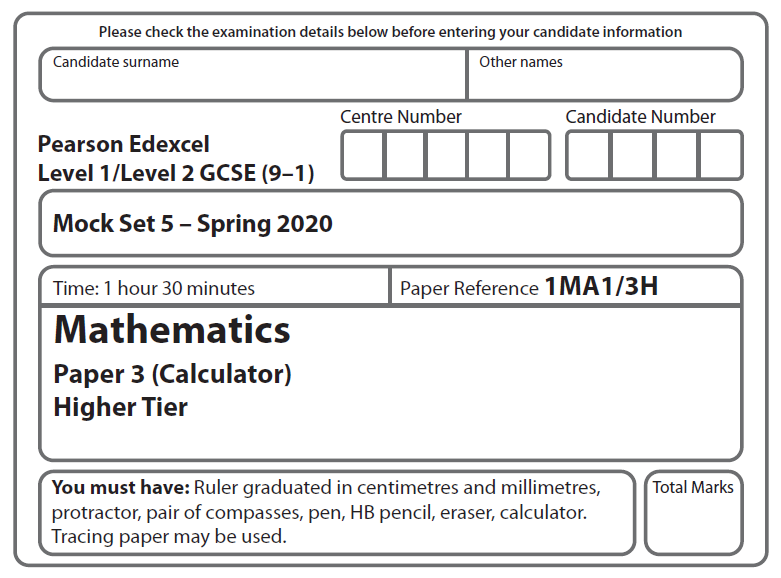 Please check the examination details below before entering your candidate information
Candidate surname
Other names
Centre Number
Candidate Number
Pearson Edexcel
Level 1/Level 2 GCSE (9–1)
Mock Set 5 – Spring 2020
Time: 1 hour 30 minutes
Paper Reference 1MA1/3H
Mathematics
Paper 3 (Calculator)
Higher Tier
You must have: Ruler graduated in centimetres and millimetres,
protractor, pair of compasses, pen, HB pencil, eraser, calculator.
Tracing paper may be used.
Total Marks